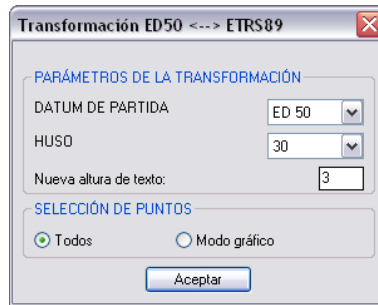 Transformación ED50 <--> ETRS89
PARÁMETROS DE LA TRANSFORMACIÓN
DATUM DE PARTIDA ED 50
HUSO 30
Nueva altura de texto: 3
SELECCIÓN DE PUNTOS
Todos Modo gráfico
Aceptar